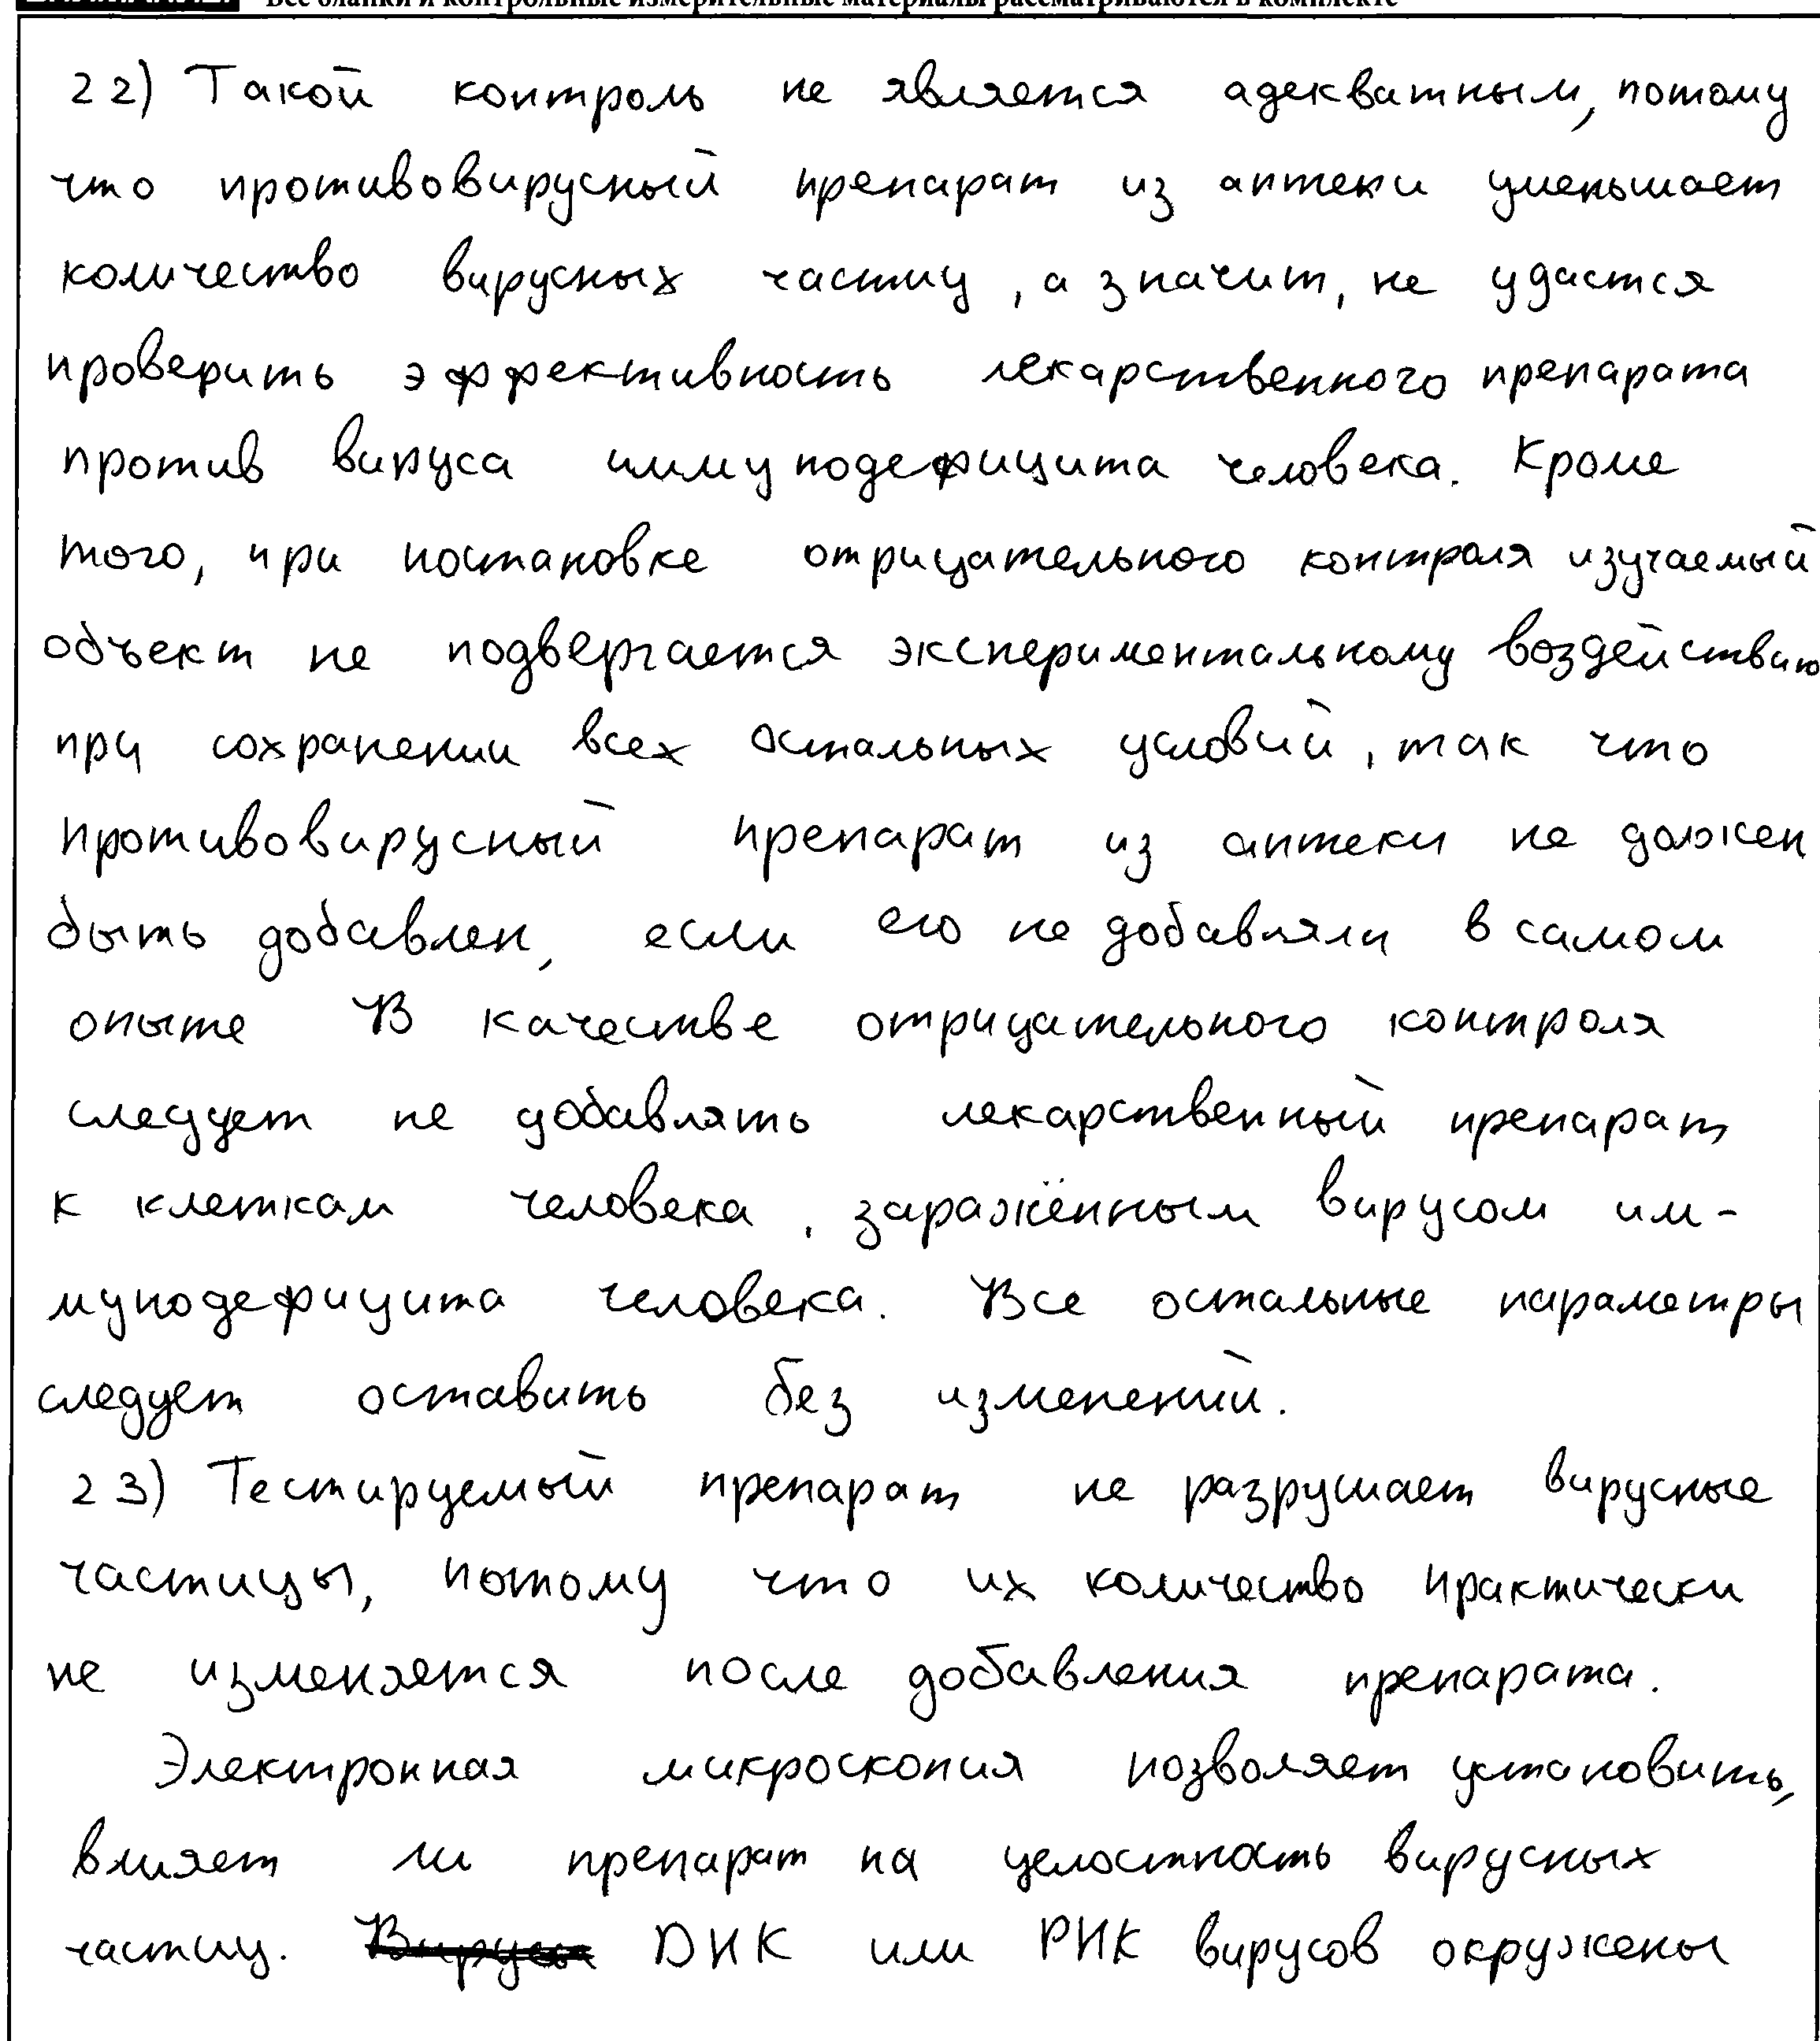 Все бланки и контрольные измерительные материалы рассматриваются в комплекте
22) Такой контроль не является адекватным, потому
что противовирусный препарат из аптеки уменьшает
количество вирусных частиц, а значит, не удастся
проверить эффективность лекарственного препарата
против вируса иммунодефицита человека. Кроме
того, при постановке отрицательного контроля изучаемый
объект не подвергается экспериментальному воздействию
при сохранении всех остальных условий, так что
противовирусный препарат из аптеки не должен
быть добавлен, если его не добавляли в самом
опыте В качестве отрицательного контроля
следует не добавлять лекарственный препарат
к клеткам человека, заражённым вирусом им-
мунодефицита человека. Все остальные параметры
следует оставить без изменений.
23) Тестируемый препарат не разрушает вирусные
частицы, потому что их количество практически
не изменяется после добавления препарата.
Электронная микроскопия позволяет установить,
влияет ли препарат на целостность вирусных
частиц. Вирусы ДНК или РНК вирусов окружены